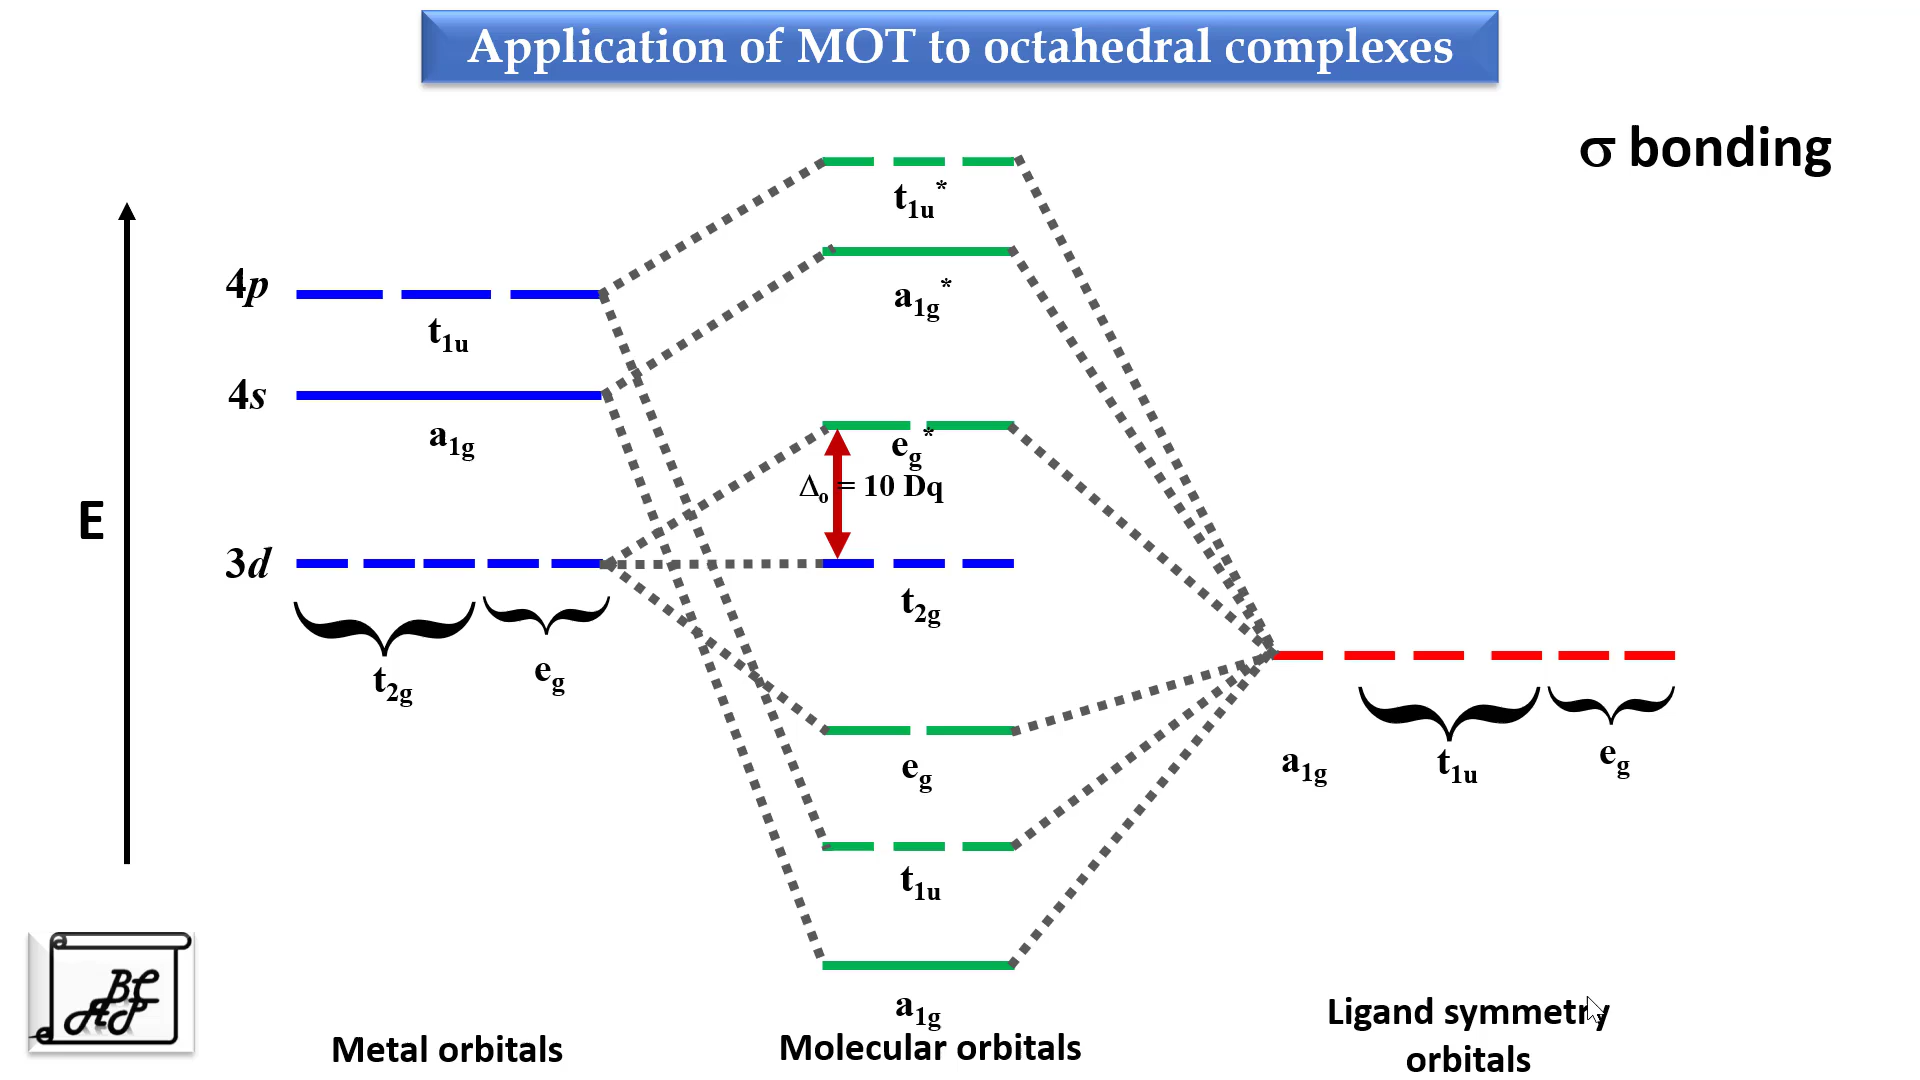 Application of MOT to octahedral complexes
σ bonding
t₁ᵤ*
a₁g*
4p
t₁ᵤ
4s
a₁g
eg*
Δₒ = 10 Dq
E
3d
t₂g
eg
t₂g
eg
t₁ᵤ
a₁g
a₁g
t₁ᵤ
eg
Metal orbitals
Molecular orbitals
Ligand symmetry
orbitals